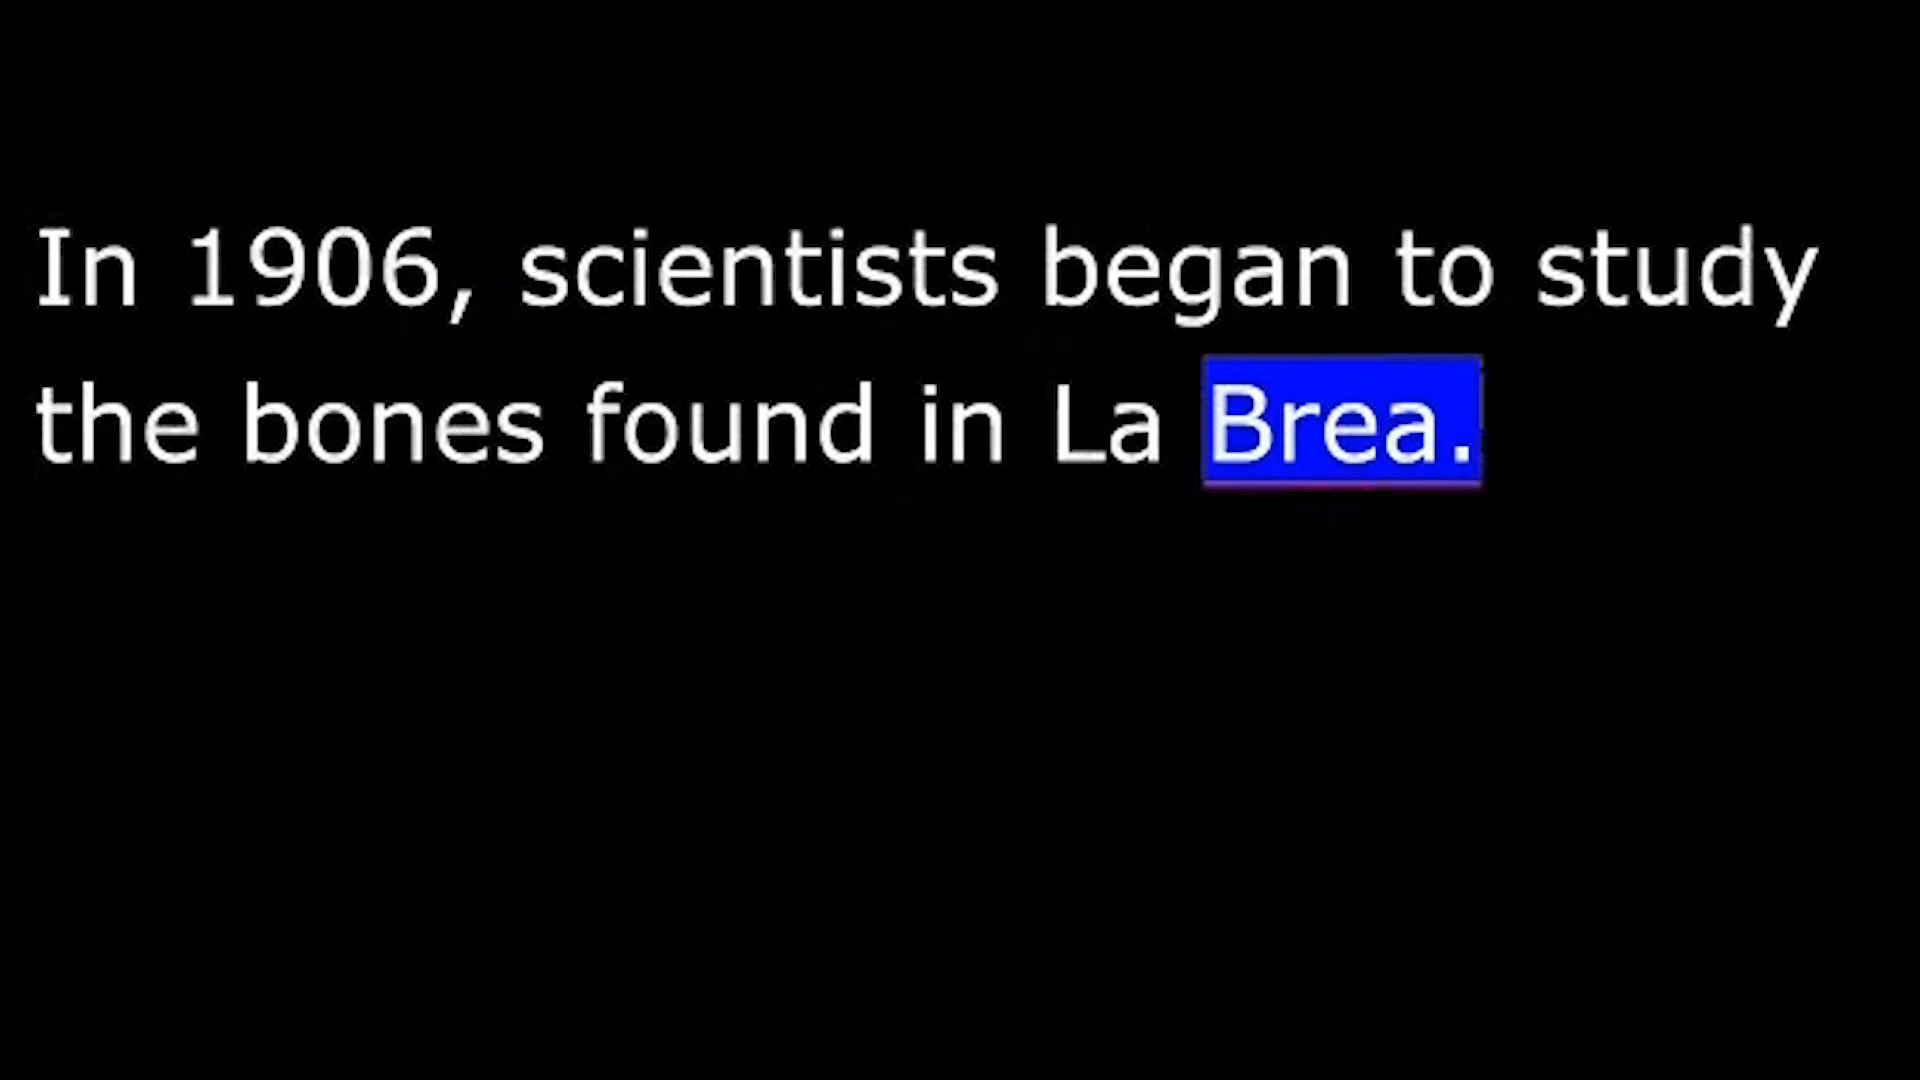 In 1906, scientists began to study
the bones found in La Brea.